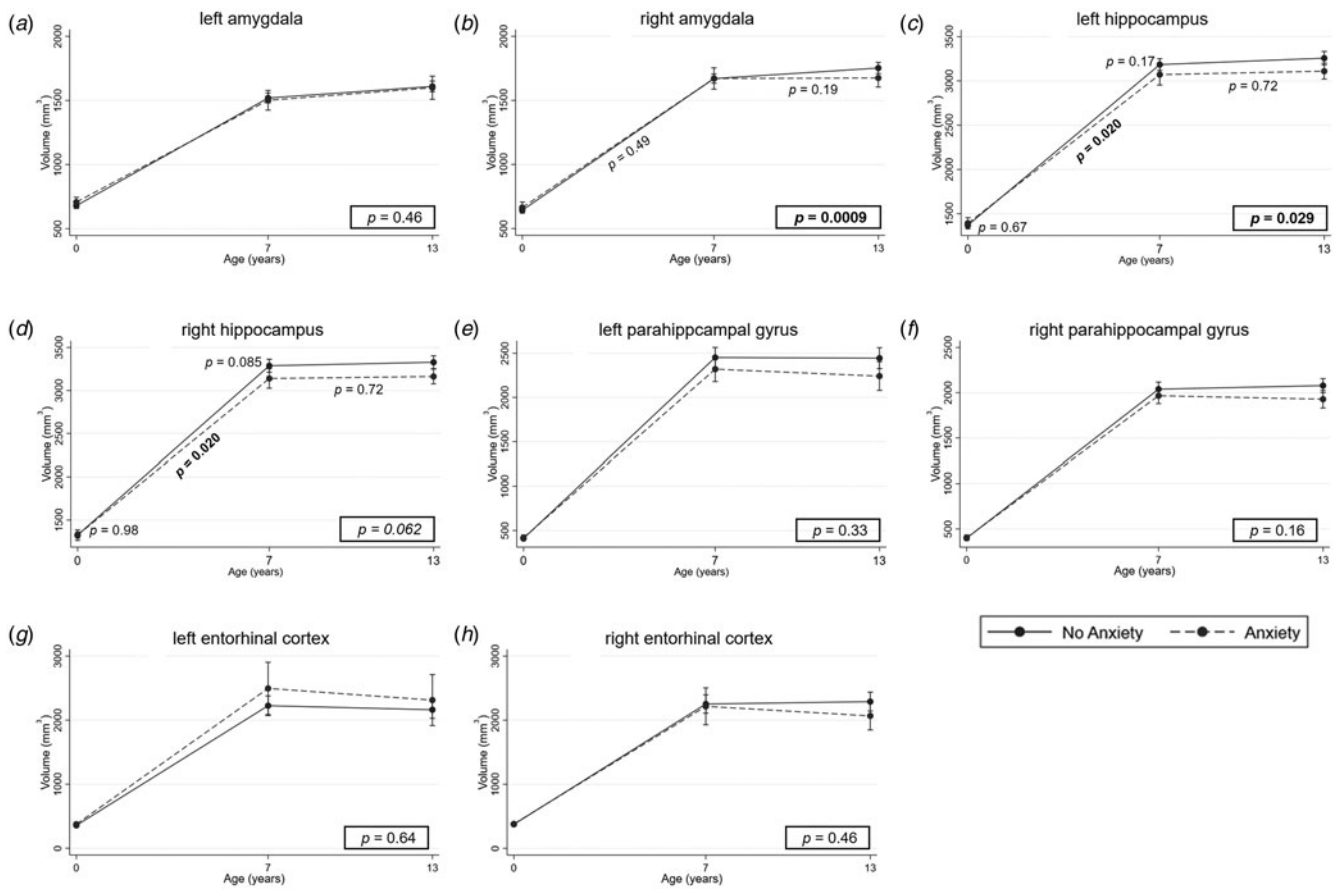 (a) left amygdala
Volume (mm³)
2000
1500
1000
500
p = 0.46
0 7 13
Age (years)
(b) right amygdala
Volume (mm³)
2000
1500
1000
500
p = 0.49
p = 0.19
p = 0.0009
0 7 13
Age (years)
(c) left hippocampus
Volume (mm³)
3500
3000
2500
2000
1500
p = 0.17
p = 0.72
p = 0.020
p = 0.67
p = 0.029
0 7 13
Age (years)
(d) right hippocampus
Volume (mm³)
3500
3000
2500
2000
1500
p = 0.085
p = 0.72
p = 0.020
p = 0.98
p = 0.062
0 7 13
Age (years)
(e) left parahippcampal gyrus
Volume (mm³)
2500
2000
1500
1000
500
p = 0.33
0 7 13
Age (years)
(f) right parahippocampal gyrus
Volume (mm³)
2500
2000
1500
1000
500
p = 0.16
0 7 13
Age (years)
(g) left entorhinal cortex
Volume (mm³)
3000
2000
1000
0
p = 0.64
0 7 13
Age (years)
(h) right entorhinal cortex
Volume (mm³)
3000
2000
1000
0
p = 0.46
0 7 13
Age (years)
No Anxiety Anxiety